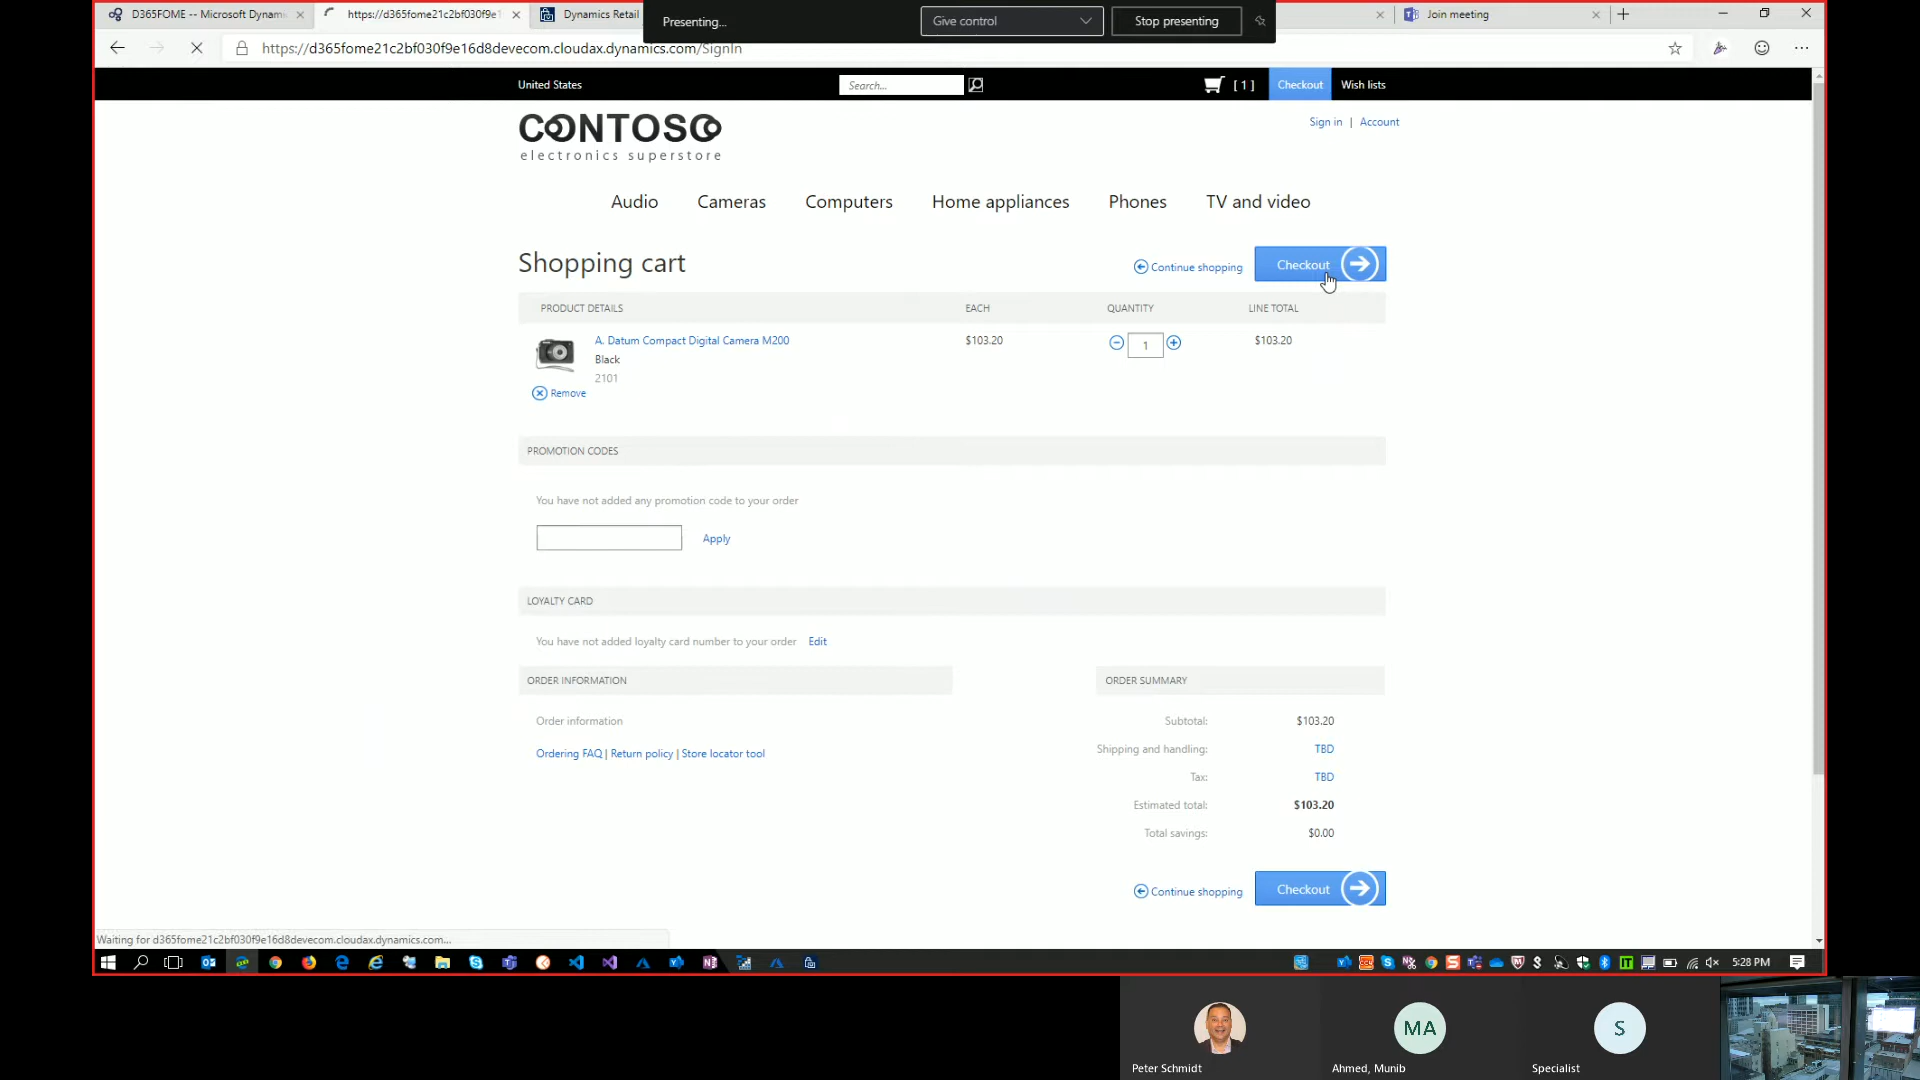 D365FOME -- Microsoft Dynami
https://d365fome21c2bf030f9e1
Dynamics Retail
Presenting...
Give control
Stop presenting
Join meeting
https://d365fome21c2bf030f9e16d8devecom.cloudax.dynamics.com/SignIn
United States
Search...
[ 1 ]
Checkout
Wish lists
CONTOSO
electronics superstore
Sign in | Account
Audio
Cameras
Computers
Home appliances
Phones
TV and video
Shopping cart
Continue shopping
Checkout
PRODUCT DETAILS
EACH
QUANTITY
LINE TOTAL
A. Datum Compact Digital Camera M200
$103.20
1
$103.20
Black
2101
Remove
PROMOTION CODES
You have not added any promotion code to your order
Apply
LOYALTY CARD
You have not added loyalty card number to your order Edit
ORDER INFORMATION
ORDER SUMMARY
Order information
Subtotal: $103.20
Shipping and handling: TBD
Ordering FAQ | Return policy | Store locator tool
Tax: TBD
Estimated total: $103.20
Total savings: $0.00
Continue shopping
Checkout
Waiting for d365fome21c2bf030f9e16d8devecom.cloudax.dynamics.com...
5:28 PM
MA
S
Peter Schmidt
Ahmed, Munib
Specialist